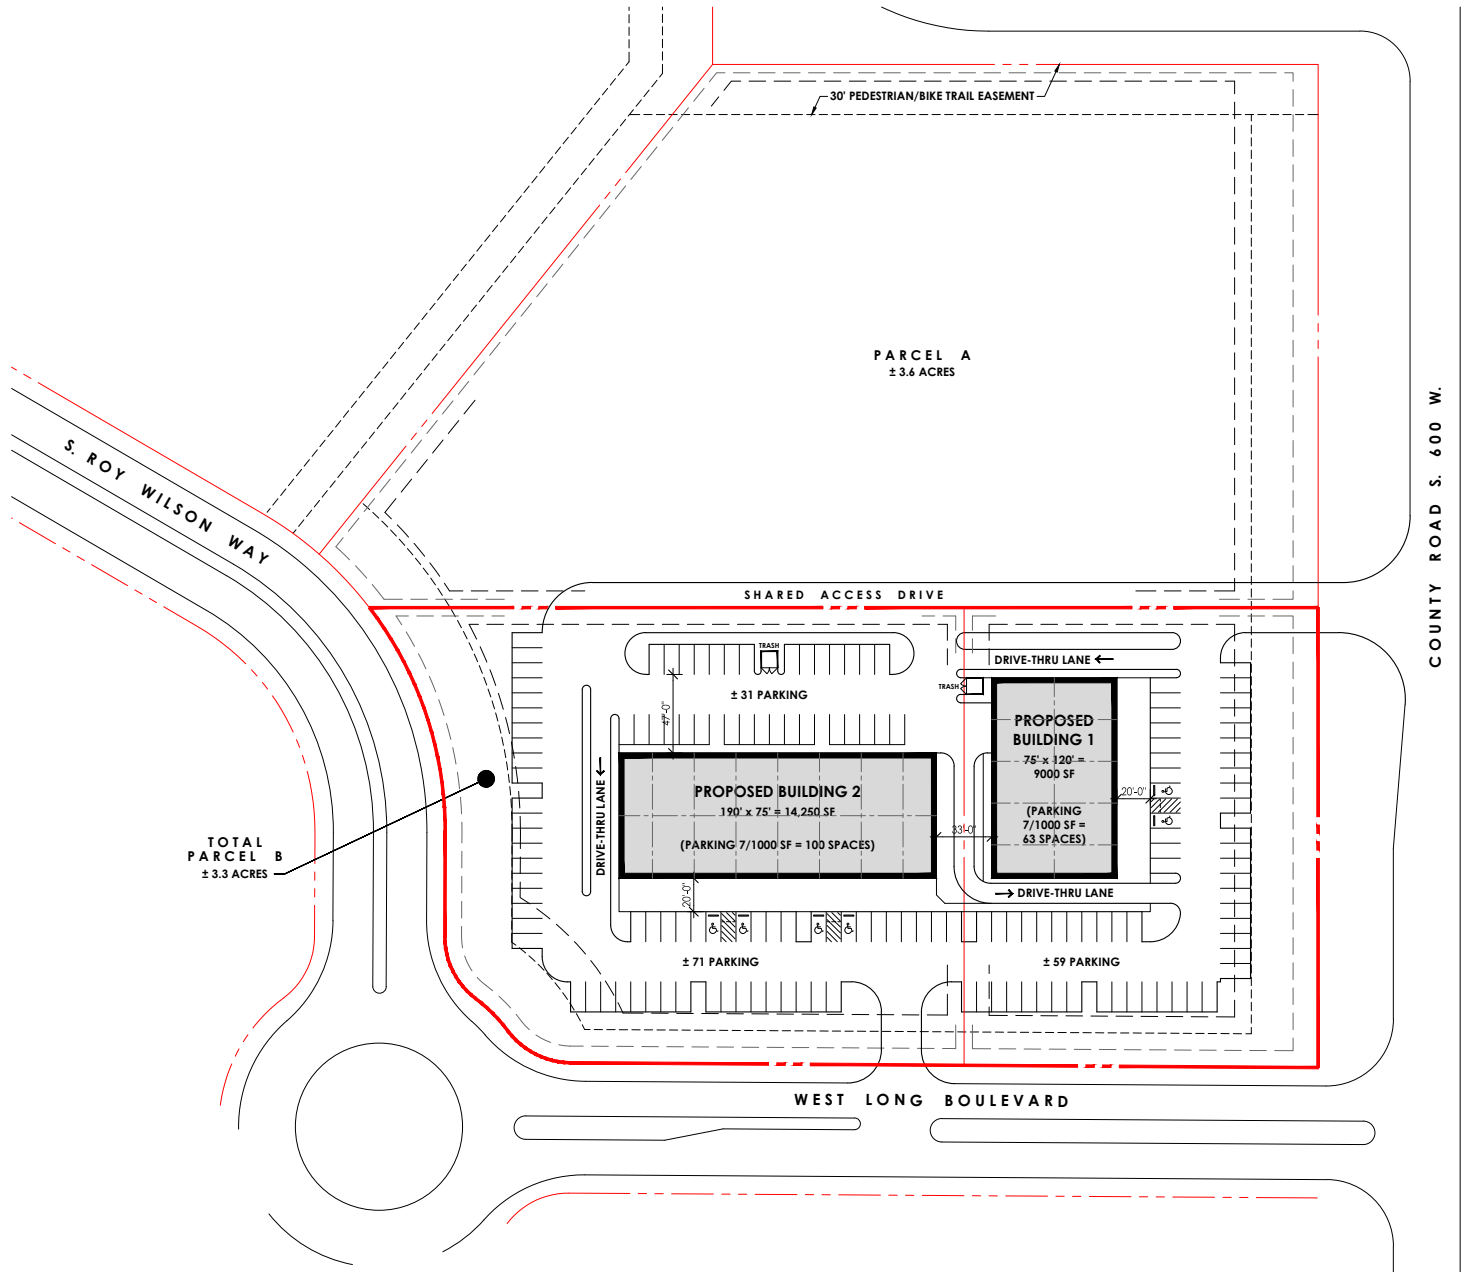 30' PEDESTRIAN/BIKE TRAIL EASEMENT
PARCEL A
± 3.6 ACRES
COUNTY ROAD S. 600 W.
S. ROY WILSON WAY
SHARED ACCESS DRIVE
TRASH
DRIVE-THRU LANE
TRASH
± 31 PARKING
47'-0"
PROPOSED
BUILDING 1
75' x 120' =
9000 SF
(PARKING
7/1000 SF =
63 SPACES)
20'-0"
DRIVE-THRU LANE
PROPOSED BUILDING 2
190' x 75' = 14,250 SF
(PARKING 7/1000 SF = 100 SPACES)
33'-0"
TOTAL
PARCEL B
± 3.3 ACRES
20'-0"
DRIVE-THRU LANE
± 71 PARKING
± 59 PARKING
WEST LONG BOULEVARD